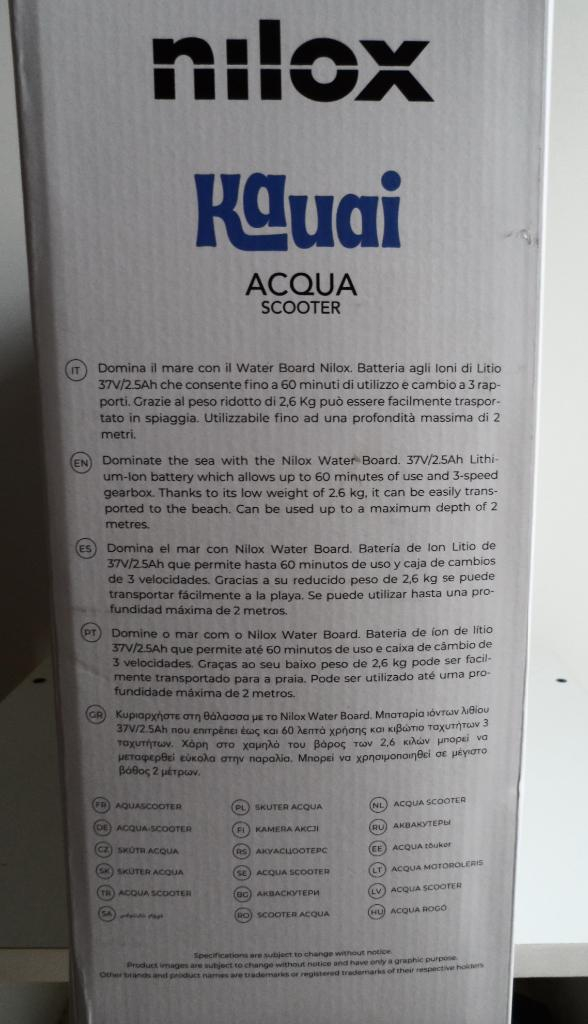 nilox
Kauai
ACQUA
SCOOTER
IT Domina il mare con il Water Board Nilox. Batteria agli Ioni di Litio
37V/2.5Ah che consente fino a 60 minuti di utilizzo e cambio a 3 rap-
porti. Grazie al peso ridotto di 2,6 Kg può essere facilmente traspor-
tato in spiaggia. Utilizzabile fino ad una profondità massima di 2
metri.
EN Dominate the sea with the Nilox Water Board. 37V/2.5Ah Lithi-
um-Ion battery which allows up to 60 minutes of use and 3-speed
gearbox. Thanks to its low weight of 2.6 kg, it can be easily trans-
ported to the beach. Can be used up to a maximum depth of 2
metres.
ES Domina el mar con Nilox Water Board. Batería de Ion Litio de
37V/2.5Ah que permite hasta 60 minutos de uso y caja de cambios
de 3 velocidades. Gracias a su reducido peso de 2,6 kg se puede
transportar fácilmente a la playa. Se puede utilizar hasta una pro-
fundidad máxima de 2 metros.
PT Domine o mar com o Nilox Water Board. Bateria de íon de lítio
37V/2.5Ah que permite até 60 minutos de uso e caixa de câmbio de
3 velocidades. Graças ao seu baixo peso de 2,6 kg pode ser facil-
mente transportado para a praia. Pode ser utilizado até uma pro-
fundidade máxima de 2 metros.
GR Κυριαρχήστε στη θάλασσα με το Nilox Water Board. Μπαταρία ιόντων λιθίου
37V/2.5Ah που επιτρέπει έως και 60 λεπτά χρήσης και κιβώτιο ταχυτήτων 3
ταχυτήτων. Χάρη στο χαμηλό του βάρος των 2,6 κιλών μπορεί να
μεταφερθεί εύκολα στην παραλία. Μπορεί να χρησιμοποιηθεί σε μέγιστο
βάθος 2 μέτρων.
FR AQUASCOOTER
DE ACQUA-SCOOTER
CZ SKÚTR ACQUA
SK SKÚTER ACQUA
TR ACQUA SCOOTER
SA
PL SKUTER ACQUA
FI KAMERA AKCJI
RS АКУАСЦООТЕРС
SE ACQUA SCOOTER
BG АКВАСКУТЕРИ
RO SCOOTER ACQUA
NL ACQUA SCOOTER
RU АКВАКУТЕРЫ
EE ACQUA tõuker
LT ACQUA MOTOROLERIS
LV ACQUA SCOOTER
HU ACQUA ROGÓ
Specifications are subject to change without notice.
Product images are subject to change without notice and have only a graphic purpose.
Other brands and product names are trademarks or registered trademarks of their respective holders